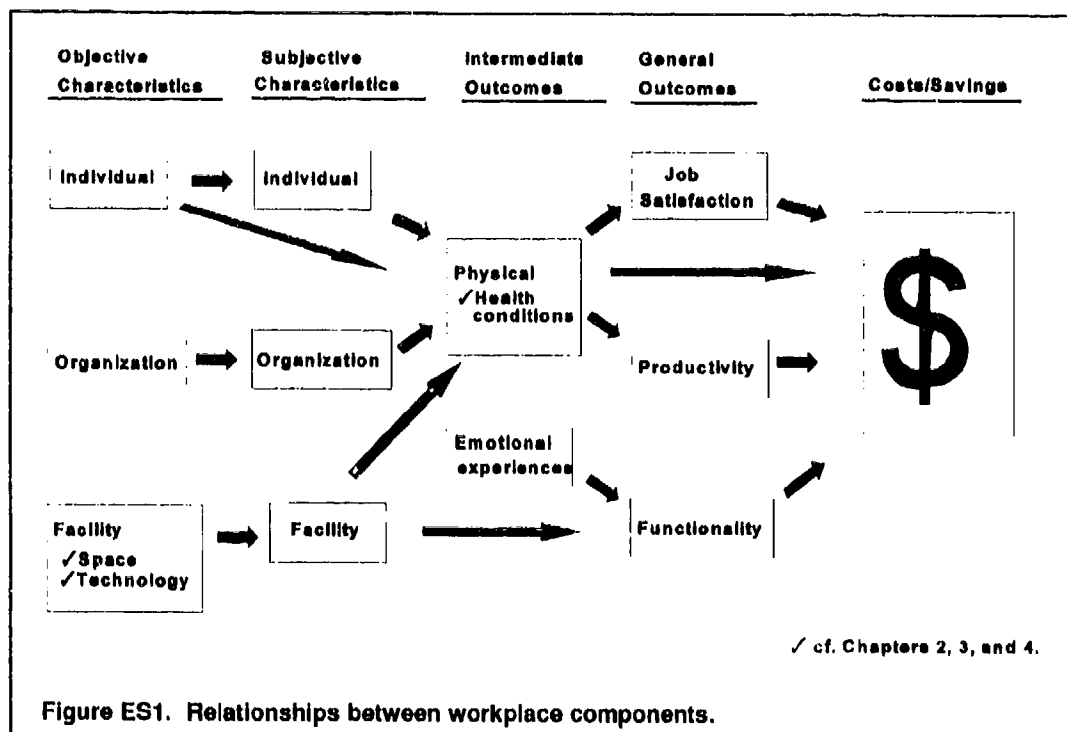 Objective
Characteristics
Subjective
Characteristics
Intermediate
Outcomes
General
Outcomes
Costs/Savings
Individual
Individual
Job
Satisfaction
Physical
✓Health
conditions
Organization
Organization
Productivity
Emotional
experiences
Facility
✓Space
✓Technology
Facility
Functionality
$
✓ cf. Chapters 2, 3, and 4.
Figure ES1. Relationships between workplace components.